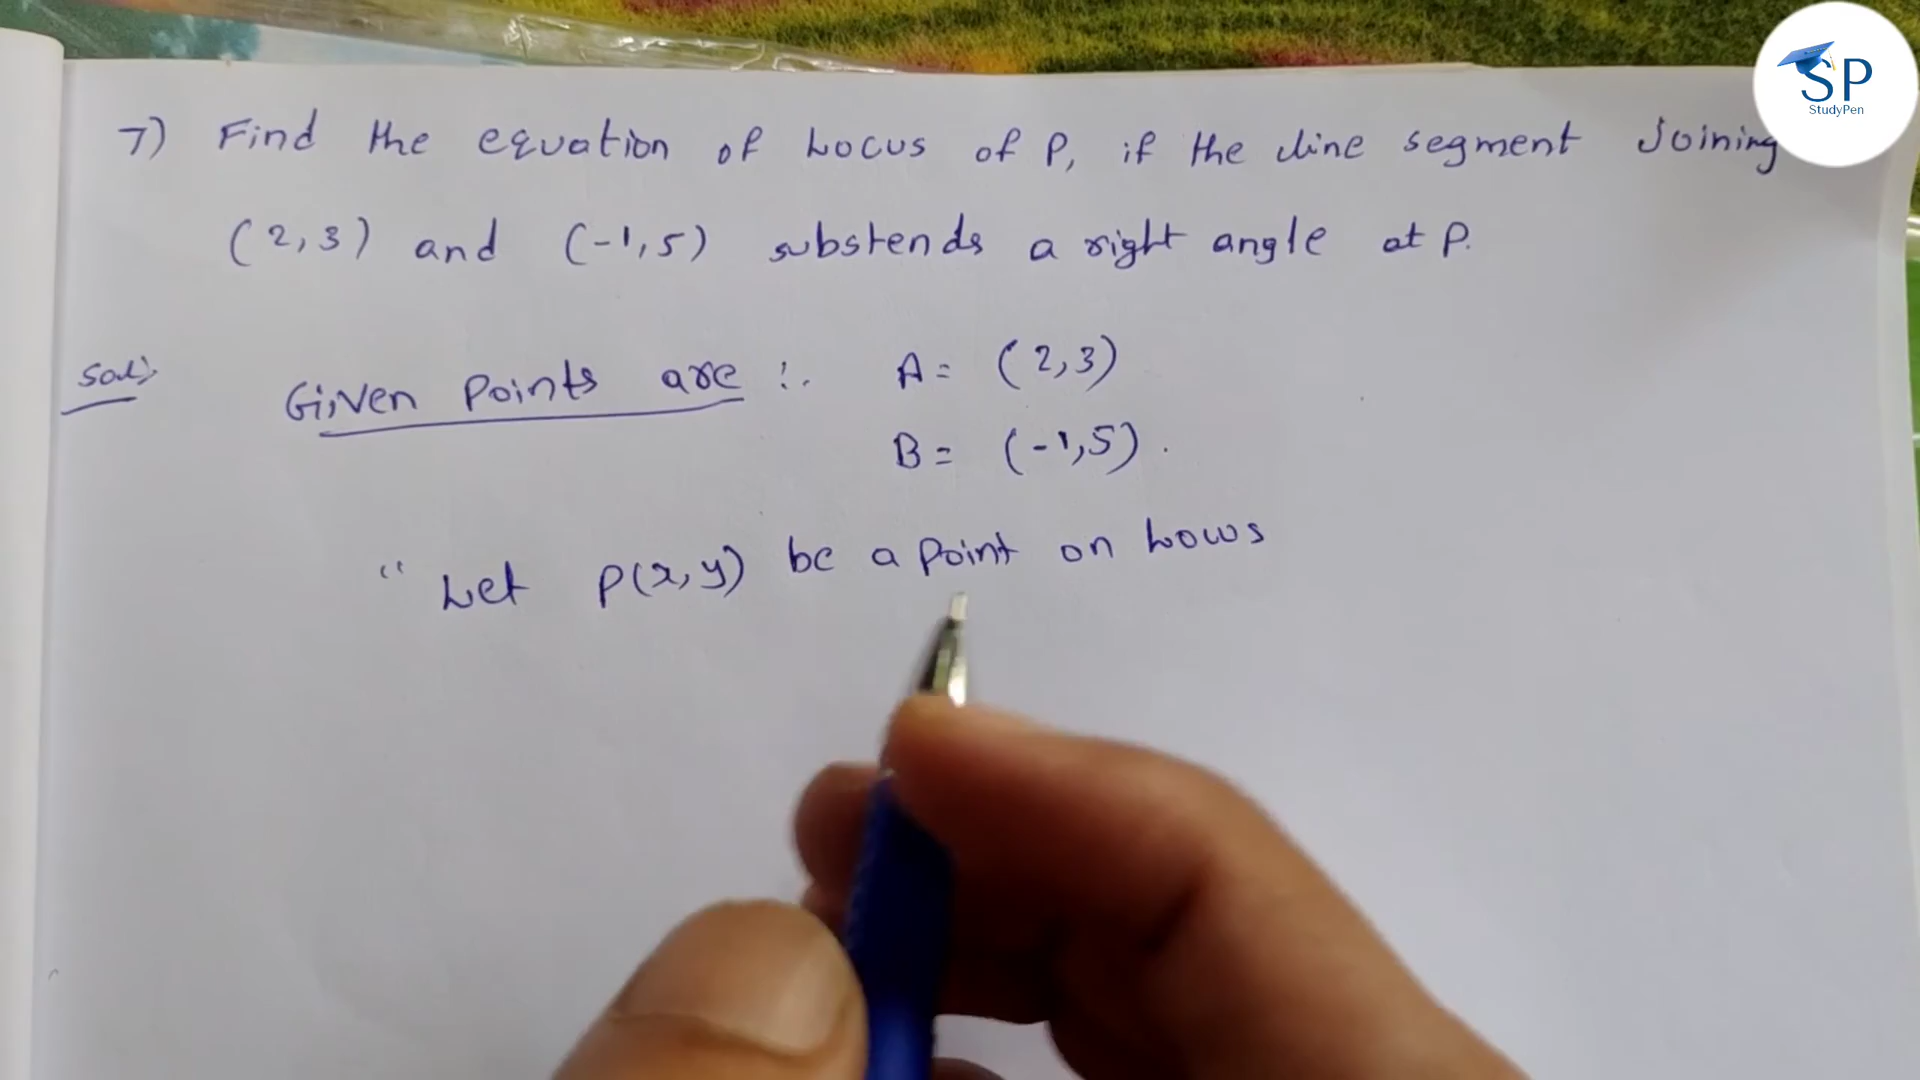 SP
StudyPen
7) Find the equation of Locus of P, if the line segment Joining
(2,3) and (-1,5) substends a right angle at P.
Sol:
Given Points are :. A = (2,3)
B = (-1,5).
" Let P(x,y) be a Point on Locus